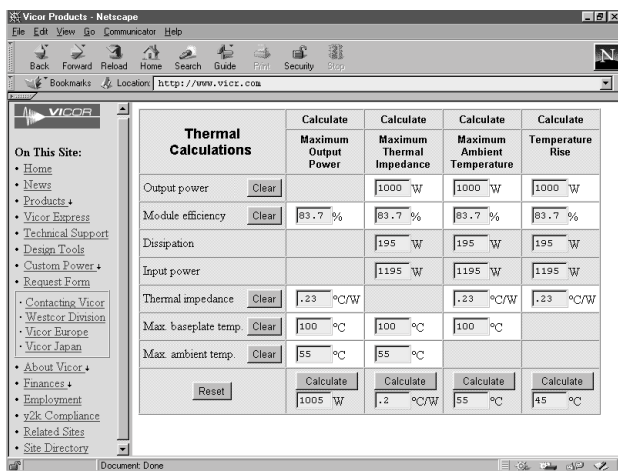 Vicor Products - Netscape
File Edit View Go Communicator Help
Back Forward Reload Home Search Guide Print Security Stop
N
Bookmarks Location: http://www.vicr.com
VICOR
On This Site:
• Home
• News
• Products
• Vicor Express
• Technical Support
• Design Tools
• Custom Power
• Request Form
· Contacting Vicor
· Westcor Division
· Vicor Europe
· Vicor Japan
• About Vicor
• Finances
• Employment
• y2k Compliance
• Related Sites
• Site Directory
Thermal Calculations
Calculate Calculate Calculate Calculate
Maximum Output Power
Maximum Thermal Impedance
Maximum Ambient Temperature
Temperature Rise
Output power Clear 1000 W 1000 W 1000 W
Module efficiency Clear 83.7 % 83.7 % 83.7 % 83.7 %
Dissipation 195 W 195 W 195 W
Input power 1195 W 1195 W 1195 W
Thermal impedance Clear .23 °C/W .23 °C/W .23 °C/W
Max. baseplate temp. Clear 100 °C 100 °C 100 °C
Max. ambient temp. Clear 55 °C 55 °C
Reset Calculate Calculate Calculate Calculate
1005 W .2 °C/W 55 °C 45 °C
Document: Done